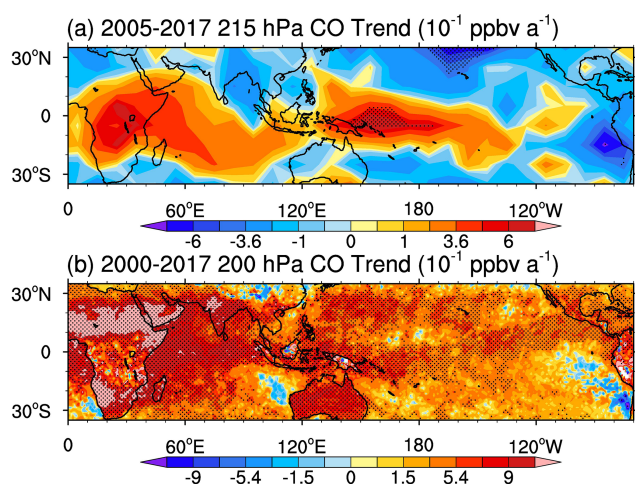 (a) 2005-2017 215 hPa CO Trend (10⁻¹ ppbv a⁻¹)
30°N
0
30°S
0 60°E 120°E 180 120°W
-6 -3.6 -1 0 1 3.6 6
(b) 2000-2017 200 hPa CO Trend (10⁻¹ ppbv a⁻¹)
30°N
0
30°S
0 60°E 120°E 180 120°W
-9 -5.4 -1.5 0 1.5 5.4 9